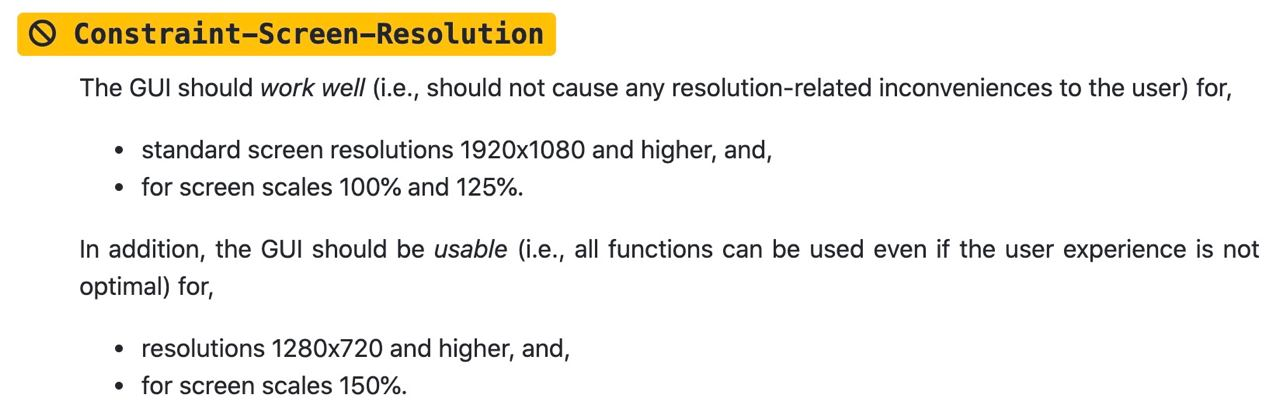 Constraint-Screen-Resolution
The GUI should work well (i.e., should not cause any resolution-related inconveniences to the user) for,
• standard screen resolutions 1920x1080 and higher, and,
• for screen scales 100% and 125%.
In addition, the GUI should be usable (i.e., all functions can be used even if the user experience is not
optimal) for,
• resolutions 1280x720 and higher, and,
• for screen scales 150%.